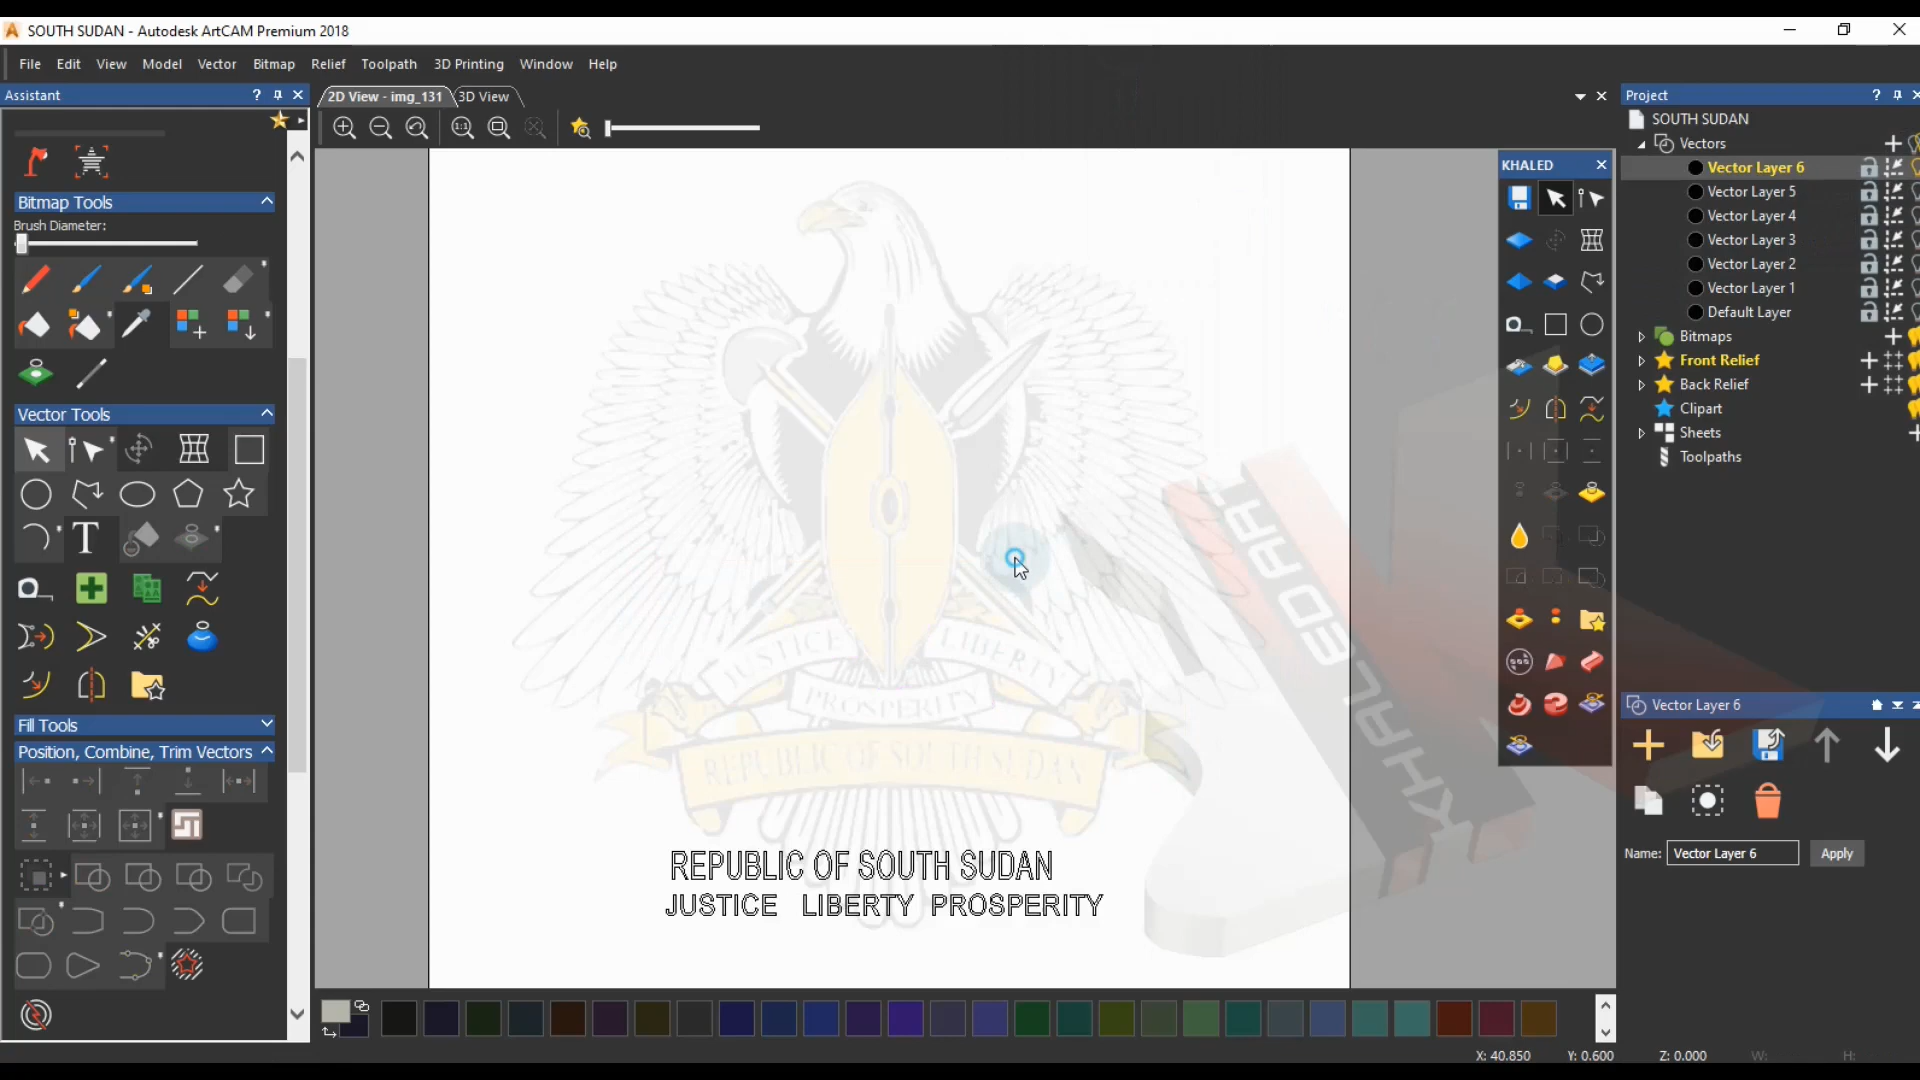 SOUTH SUDAN - Autodesk ArtCAM Premium 2018
File Edit View Model Vector Bitmap Relief Toolpath 3D Printing Window Help
Assistant ?
2D View - img_131 3D View
Project ?
SOUTH SUDAN
Vectors
Vector Layer 6
Vector Layer 5
Vector Layer 4
Vector Layer 3
Vector Layer 2
Vector Layer 1
Default Layer
Bitmaps
Front Relief
Back Relief
Clipart
Sheets
Toolpaths
Bitmap Tools
Brush Diameter:
Vector Tools
Fill Tools
Position, Combine, Trim Vectors
KHALED
JUSTICE LIBERTY
PROSPERITY
REPUBLIC OF SOUTH SUDAN
REPUBLIC OF SOUTH SUDAN
JUSTICE LIBERTY PROSPERITY
KHALEDART
Vector Layer 6
Name: Vector Layer 6 Apply
X: 40.850 Y: 0.600 Z: 0.000 W: H: